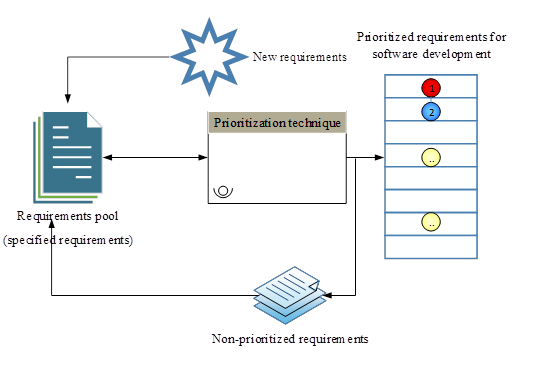 Prioritized requirements for
software development
New requirements
1
Prioritization technique
2
..
Requirements pool
(specified requirements)
..
Non-prioritized requirements